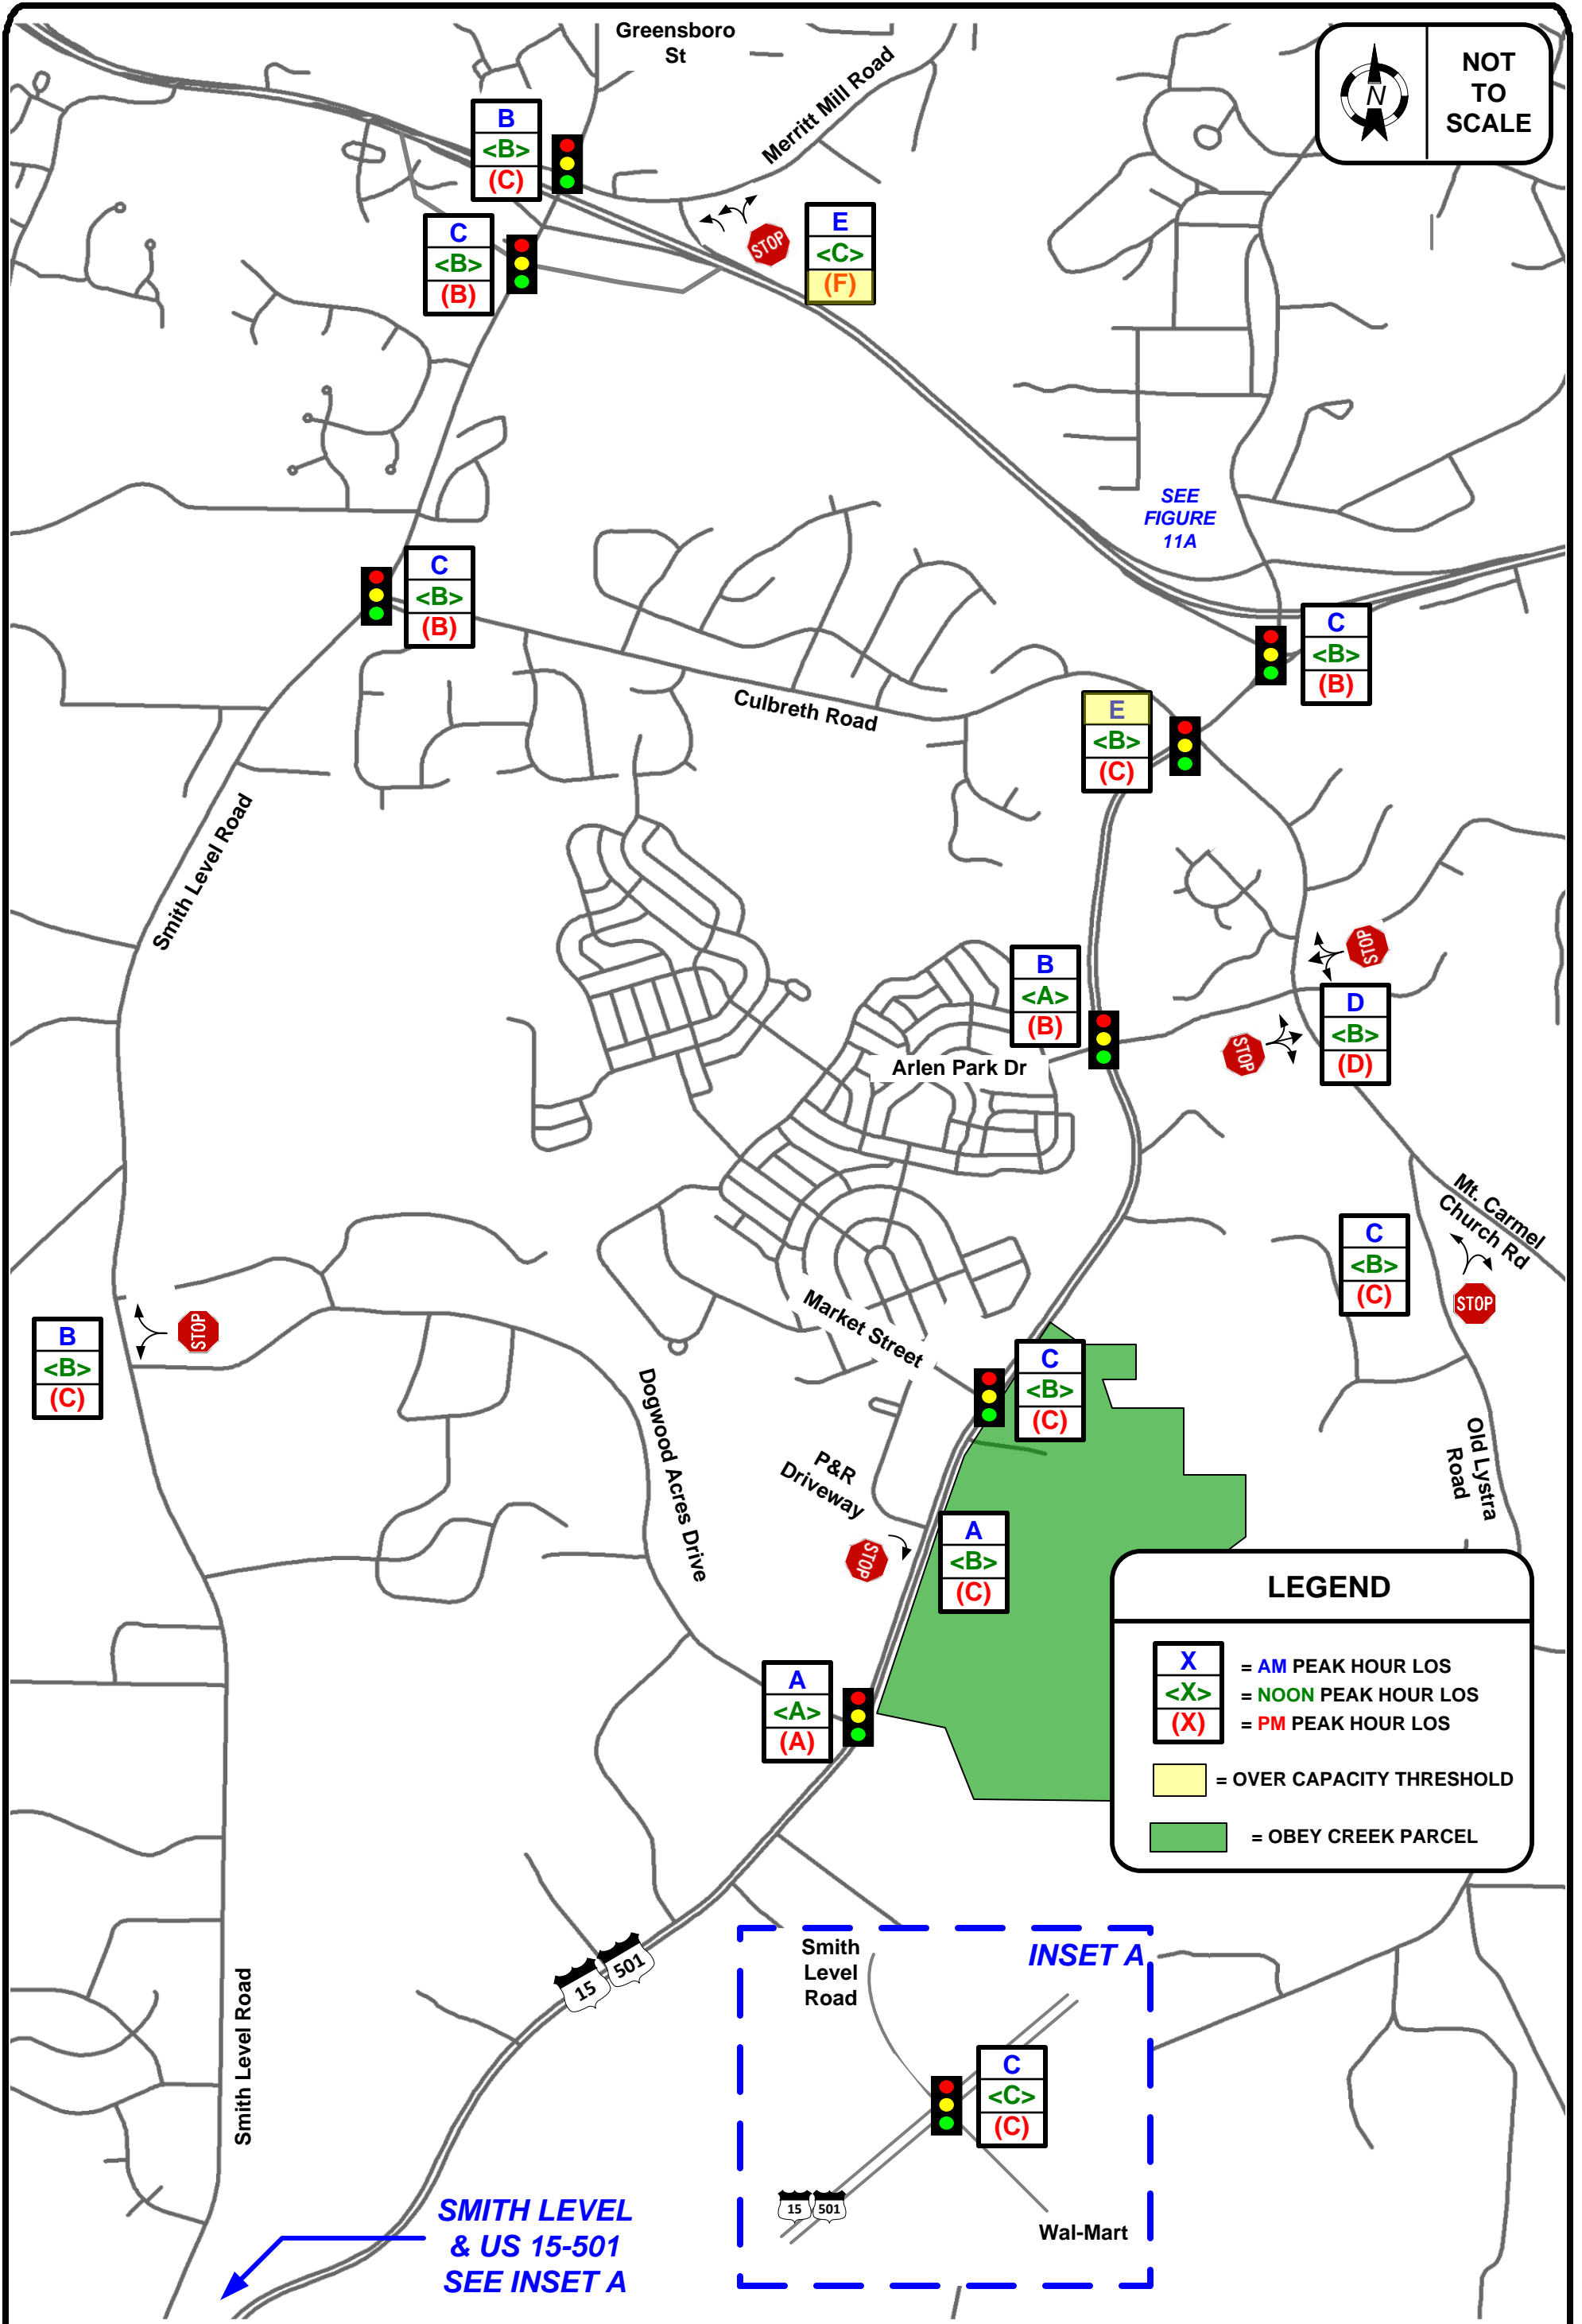 Greensboro
St
Merritt Mill Road
NOT
TO
SCALE
N
B
<B>
(C)
STOP
E
<C>
(F)
C
<B>
(B)
SEE
FIGURE
11A
C
<B>
(B)
C
<B>
(B)
Culbreth Road
E
<B>
(C)
Smith Level Road
STOP
B
<A>
(B)
Arlen Park Dr
STOP
D
<B>
(D)
Mt. Carmel
Church Rd
C
<B>
(C)
STOP
B
<B>
(C)
STOP
Market Street
C
<B>
(C)
Dogwood Acres Drive
P&R
Driveway
Old Lystra
Road
STOP
A
<B>
(C)
A
<A>
(A)
LEGEND
X
<X>
(X)
= AM PEAK HOUR LOS
= NOON PEAK HOUR LOS
= PM PEAK HOUR LOS
= OVER CAPACITY THRESHOLD
= OBEY CREEK PARCEL
15
501
Smith Level Road
INSET A
Smith
Level
Road
C
<C>
(C)
15
501
Wal-Mart
SMITH LEVEL
& US 15-501
SEE INSET A